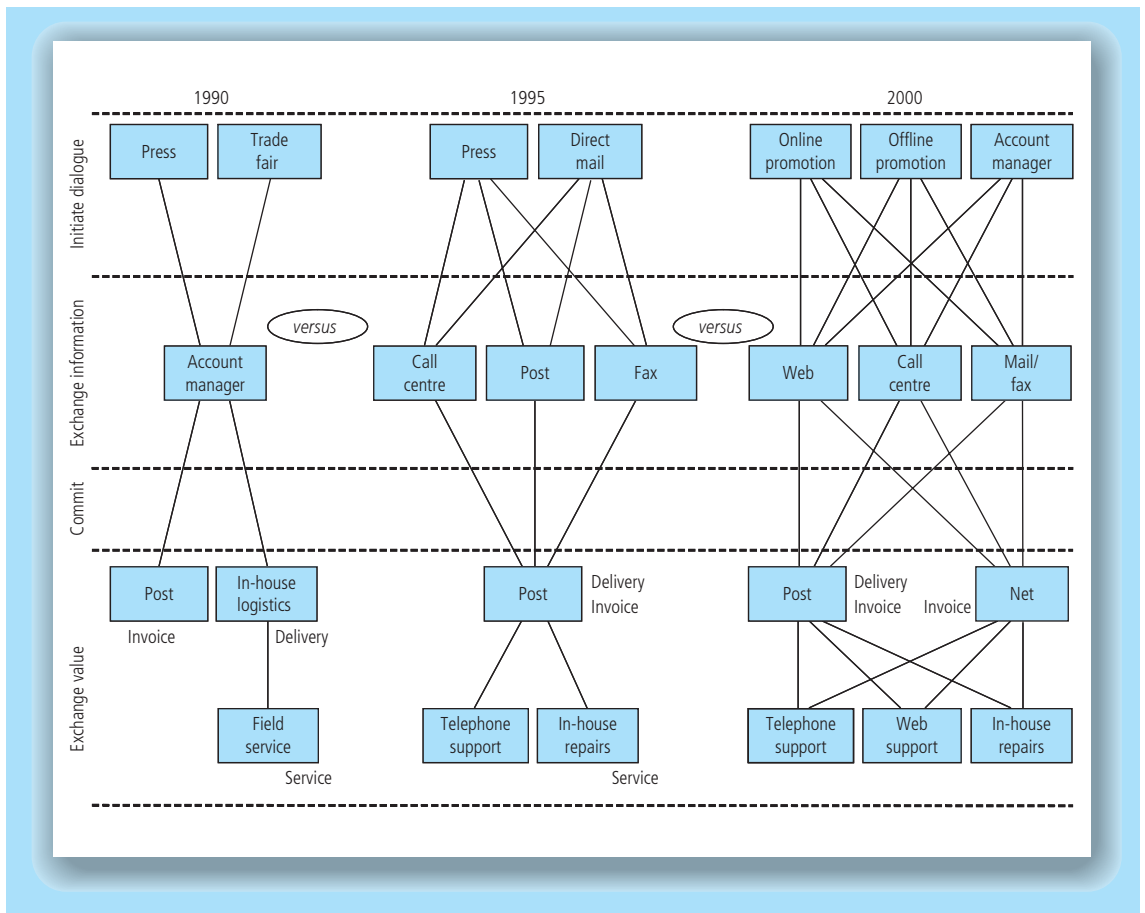 1990
1995
2000
Initiate dialogue
Press
Trade
fair
Press
Direct
mail
Online
promotion
Offline
promotion
Account
manager
Exchange information
versus
versus
Account
manager
Call
centre
Post
Fax
Web
Call
centre
Mail/
fax
Commit
Exchange value
Post
Invoice
In-house
logistics
Delivery
Post
Delivery
Invoice
Post
Delivery
Invoice
Invoice
Net
Field
service
Service
Telephone
support
In-house
repairs
Service
Telephone
support
Web
support
In-house
repairs